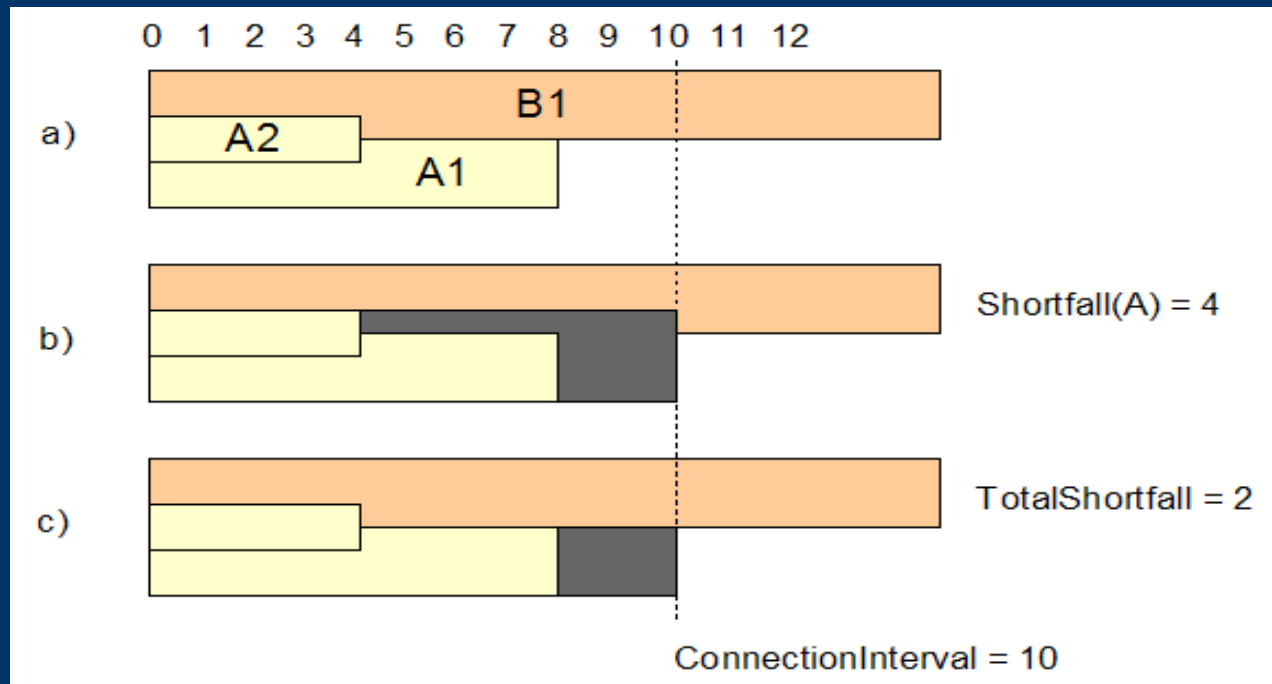 0 1 2 3 4 5 6 7 8 9 10 11 12
B1
a)
A2
A1
Shortfall(A) = 4
b)
TotalShortfall = 2
c)
ConnectionInterval = 10